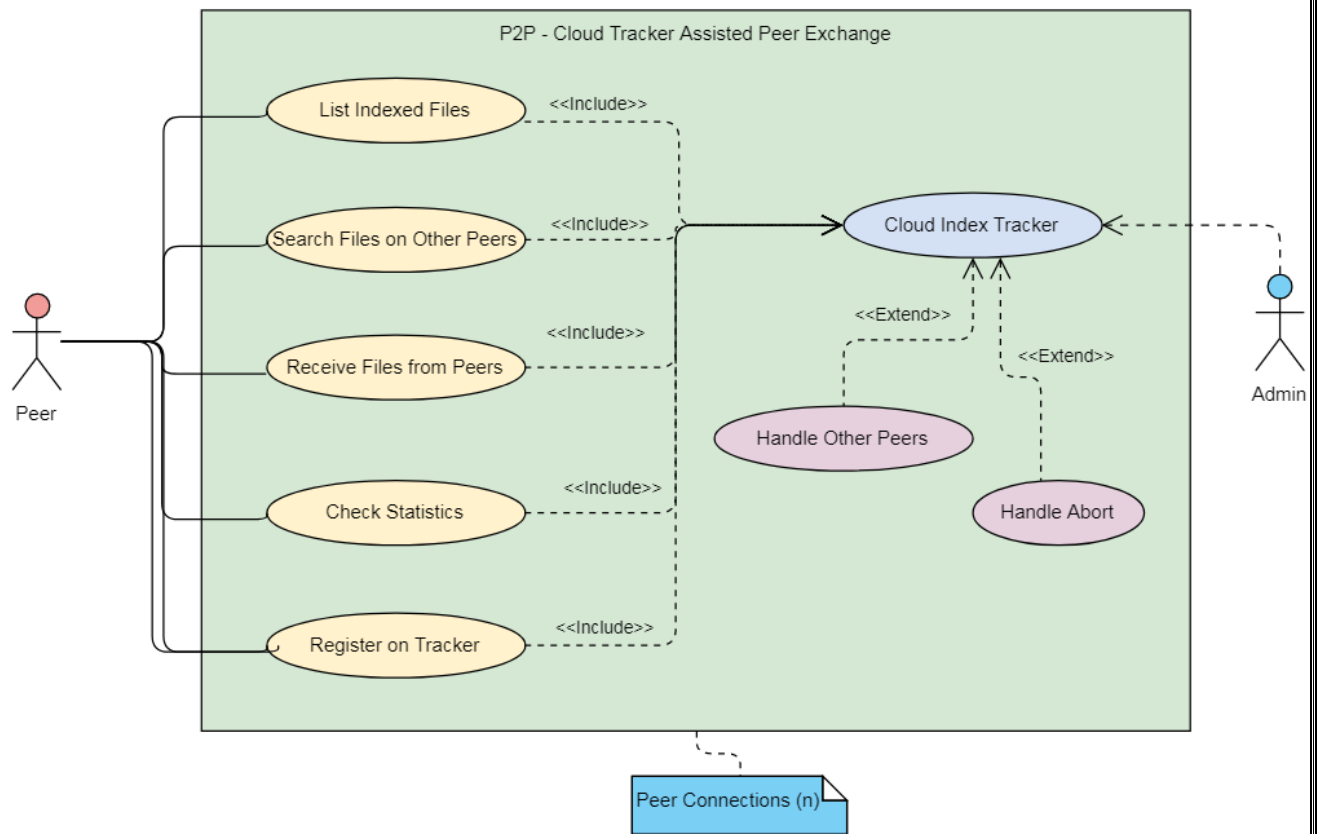 P2P - Cloud Tracker Assisted Peer Exchange
List Indexed Files
<<Include>>
Search Files on Other Peers
<<Include>>
Cloud Index Tracker
Receive Files from Peers
<<Include>>
<<Extend>>
<<Extend>>
Peer
Admin
Handle Other Peers
Check Statistics
<<Include>>
Handle Abort
Register on Tracker
<<Include>>
Peer Connections (n)